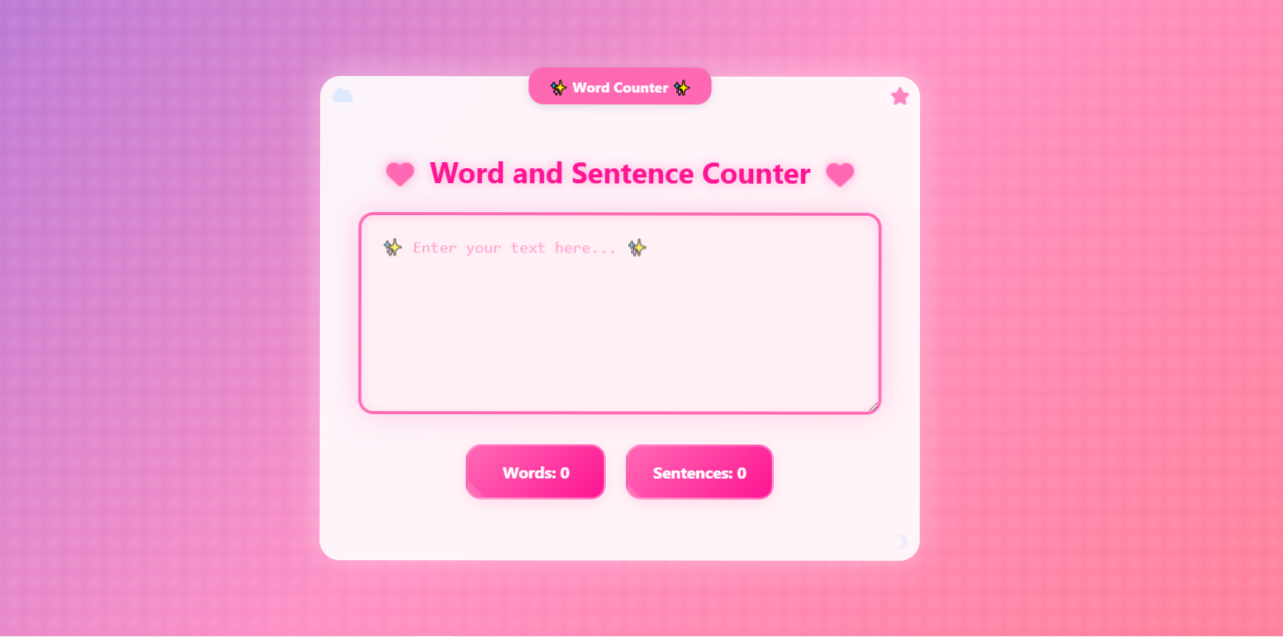 ✨ Word Counter ✨
Word and Sentence Counter
✨ Enter your text here... ✨
Words: 0
Sentences: 0